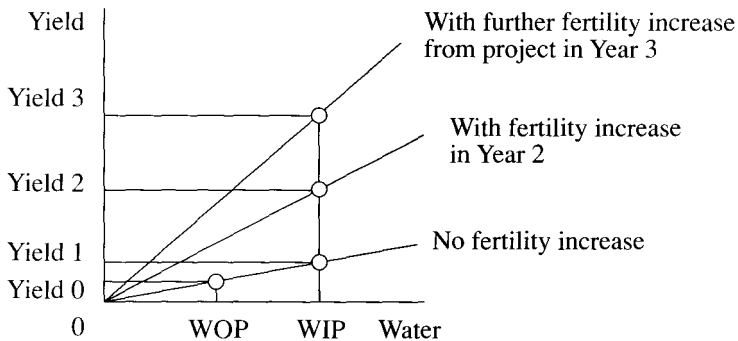 Yield
With further fertility increase
from project in Year 3
Yield 3
With fertility increase
in Year 2
Yield 2
No fertility increase
Yield 1
Yield 0
0
WOP
WIP
Water